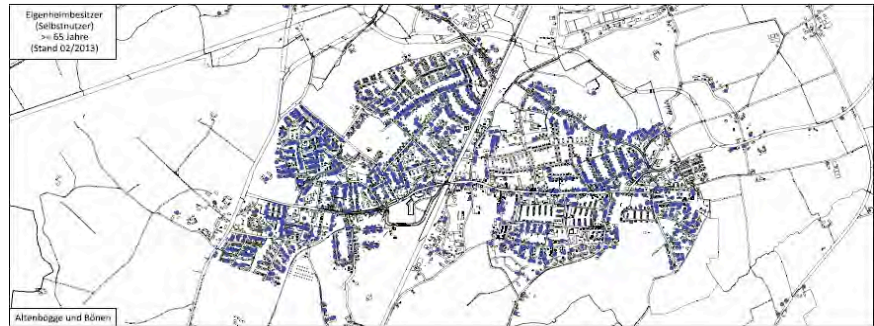 Eigenheimbesitzer
(Selbstnutzer)
>= 65 Jahre
(Stand 02/2013)
Altenbögge und Bönen